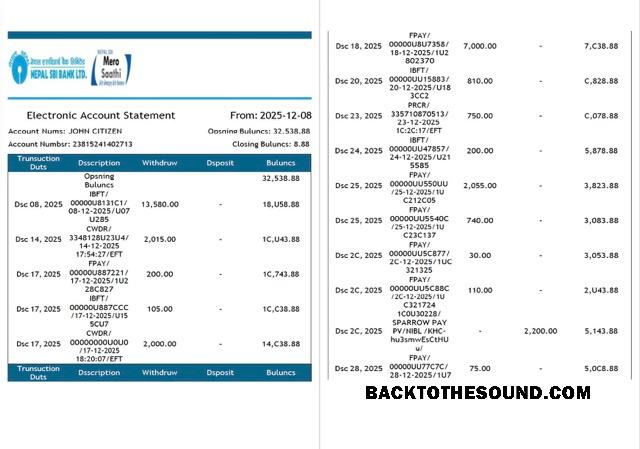 नेपाल एसबिआई बैंक लिमिटेड
NEPAL SBI BANK LTD.
NEPAL SBI
Mero
Saathi
Electronic Account Statement From: 2025-12-08
Account Nums: JOHN CITIZEN Opsning Buluncs: 32,538.88
Account Numbsr: 23815241402713 Closing Buluncs: 8.88
Trunsuction Duts Dsscription Withdruw Dsposit Buluncs
Opsning
Buluncs 32,538.88
IBFT/
Dsc 08, 2025 00000U8131C1/ 13,580.00 - 18,U58.88
08-12-2025/U07
U285
CWDR/
Dsc 14, 2025 3348128U23U4/ 2,015.00 - 1C,U43.88
14-12-2025
17:54:27/EFT
FPAY/
Dsc 17, 2025 00000U887221/ 200.00 - 1C,743.88
17-12-2025/1U2
28C827
IBFT/
Dsc 17, 2025 00000U887CCC 105.00 - 1C,C38.88
/17-12-2025/U15
5CU7
CWDR/
Dsc 17, 2025 00000000U0U0 2,000.00 - 14,C38.88
/17-12-2025
18:20:07/EFT
Trunsuction Duts Dsscription Withdruw Dsposit Buluncs
FPAY/
Dsc 18, 2025 00000U8U7358/ 7,000.00 - 7,C38.88
18-12-2025/1U2
802370
IBFT/
Dsc 20, 2025 00000UU15883/ 810.00 - C,828.88
20-12-2025/U18
3CC2
PRCR/
Dsc 23, 2025 335710870513/ 750.00 - C,078.88
23-12-2025
1C:2C:17/EFT
IBFT/
Dsc 24, 2025 00000UU47857/ 200.00 - 5,878.88
24-12-2025/U21
5585
FPAY/
Dsc 25, 2025 00000UU550UU 2,055.00 - 3,823.88
/25-12-2025/1U
C212C05
FPAY/
Dsc 25, 2025 00000UU5540C 740.00 - 3,083.88
/25-12-2025/1U
C23C137
FPAY/
Dsc 2C, 2025 00000UU5C877/ 30.00 - 3,053.88
2C-12-2025/1UC
321325
FPAY/
Dsc 2C, 2025 00000UU5C88C 110.00 - 2,U43.88
/2C-12-2025/1U
C321724
1C0U30228/
SPARROW PAY
Dsc 2C, 2025 PV/NIBL /KHC- - 2,200.00 5,143.88
hu3smwEsCtHU
u/
FPAY/
Dsc 28, 2025 00000UU77C7C/ 75.00 - 5,0C8.88
28-12-2025/1U7
BACKTOTHESOUND.COM